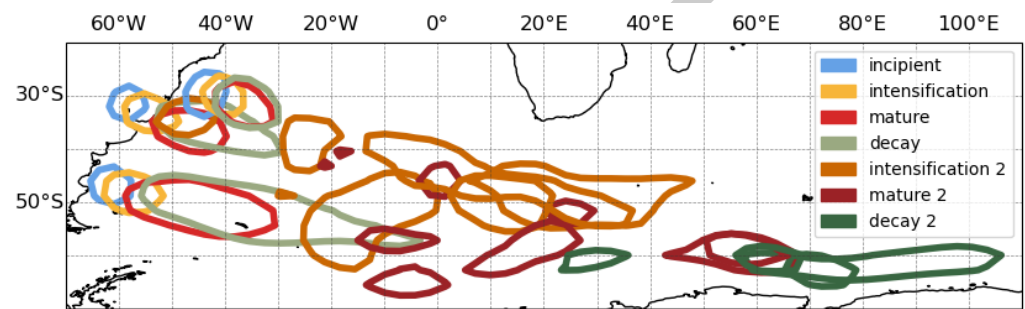 60°W 40°W 20°W 0° 20°E 40°E 60°E 80°E 100°E
30°S
50°S
incipient
intensification
mature
decay
intensification 2
mature 2
decay 2